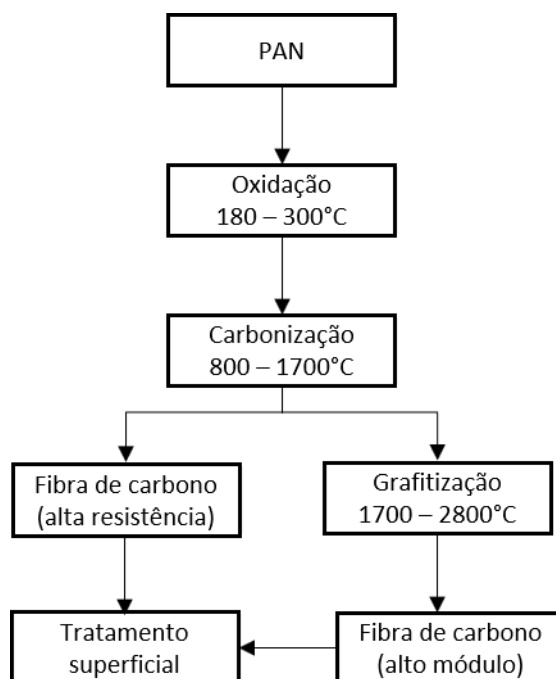 PAN
Oxidação
180 – 300°C
Carbonização
800 – 1700°C
Fibra de carbono
(alta resistência)
Grafitização
1700 – 2800°C
Tratamento
superficial
Fibra de carbono
(alto módulo)